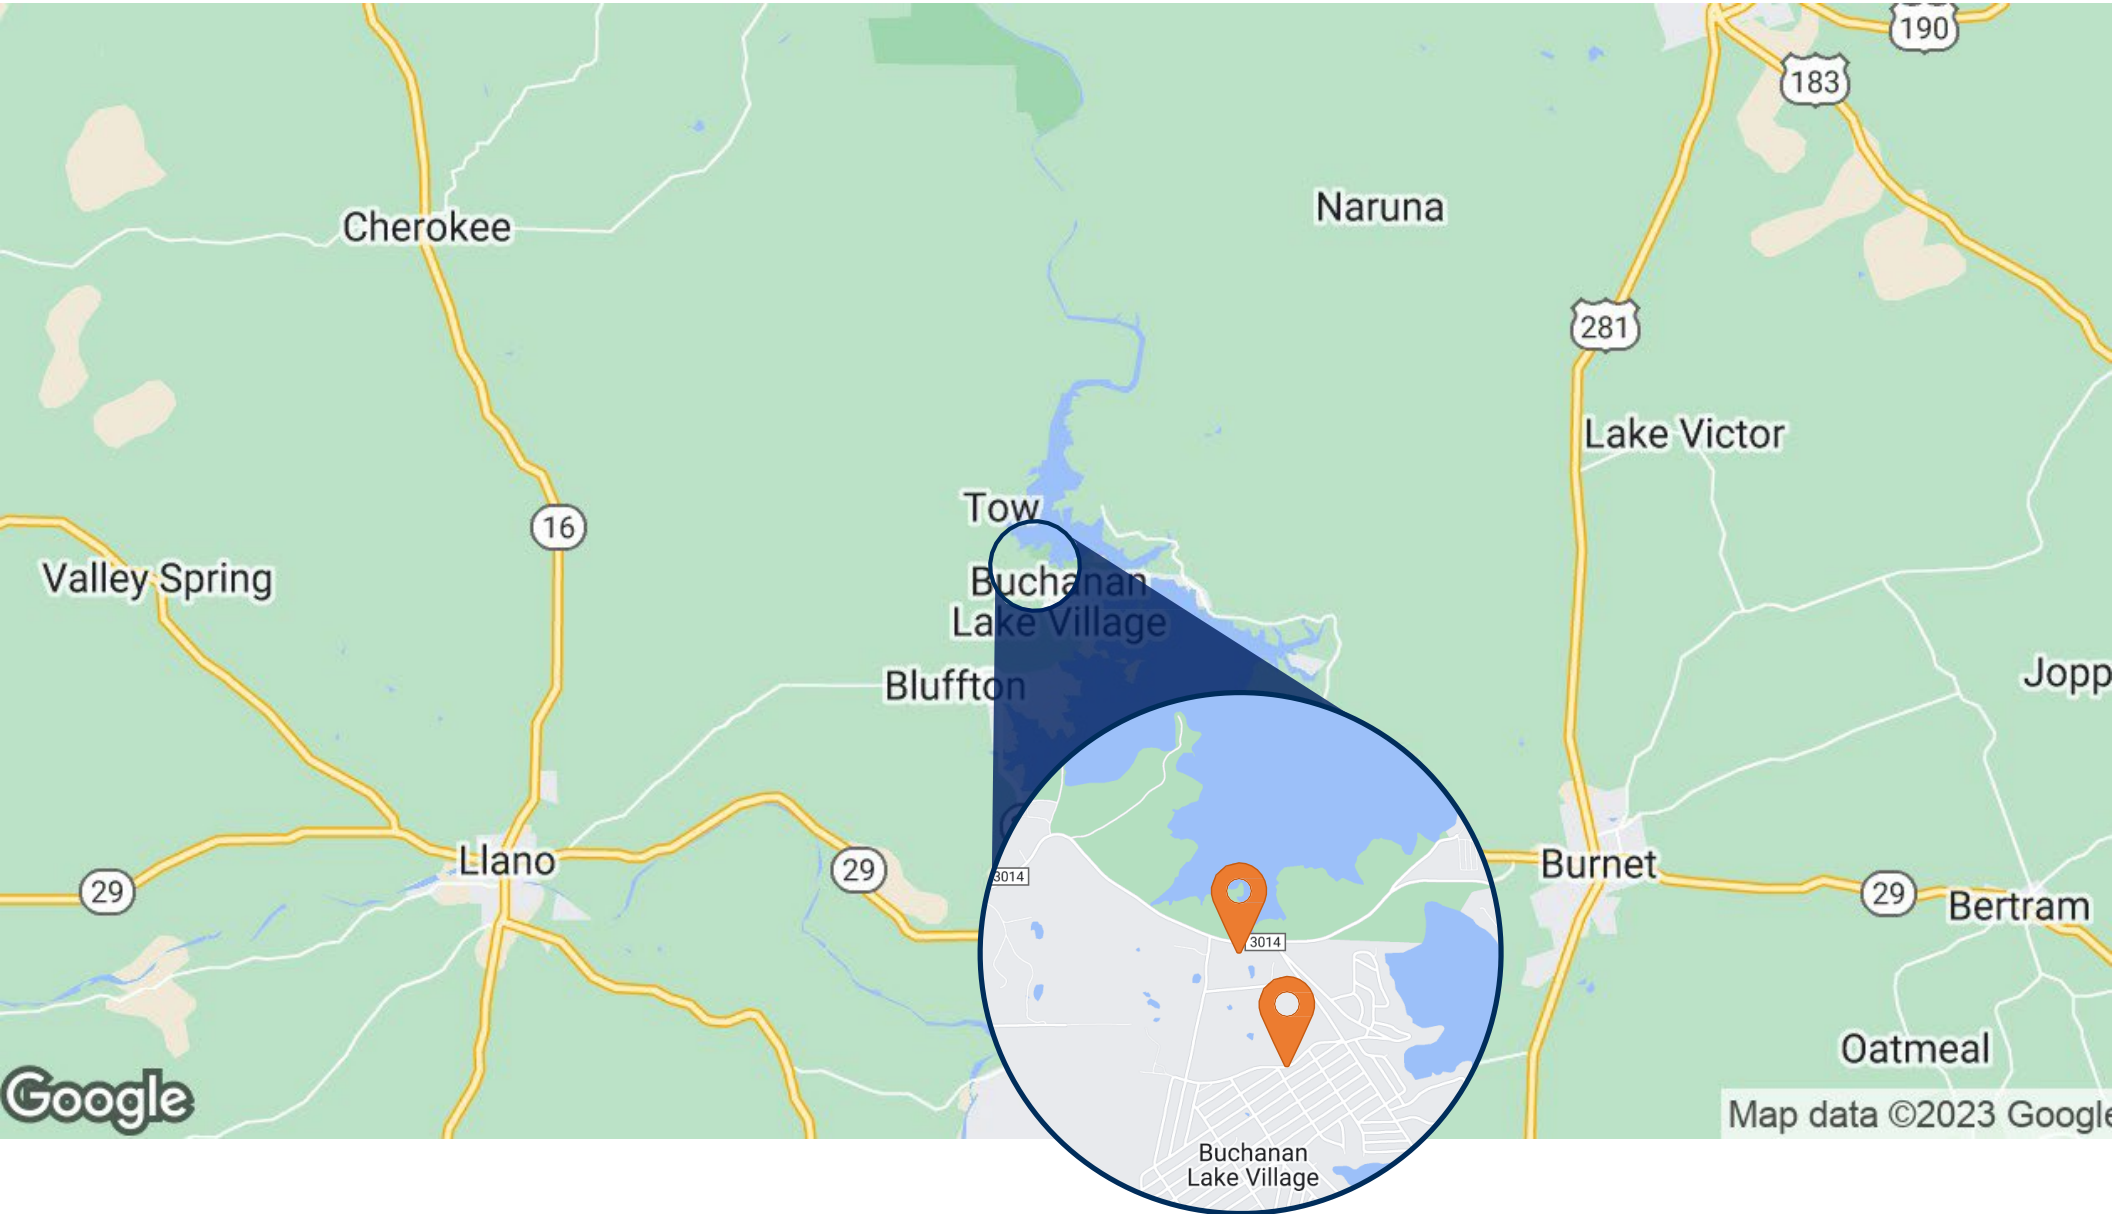 190
183
Cherokee
Naruna
281
Lake Victor
Tow
16
Valley Spring
Buchanan
Lake Village
Bluffton
Jopp
Llano
29
29
3014
Burnet
29
Bertram
3014
Oatmeal
Google
Map data ©2023 Google
Buchanan
Lake Village